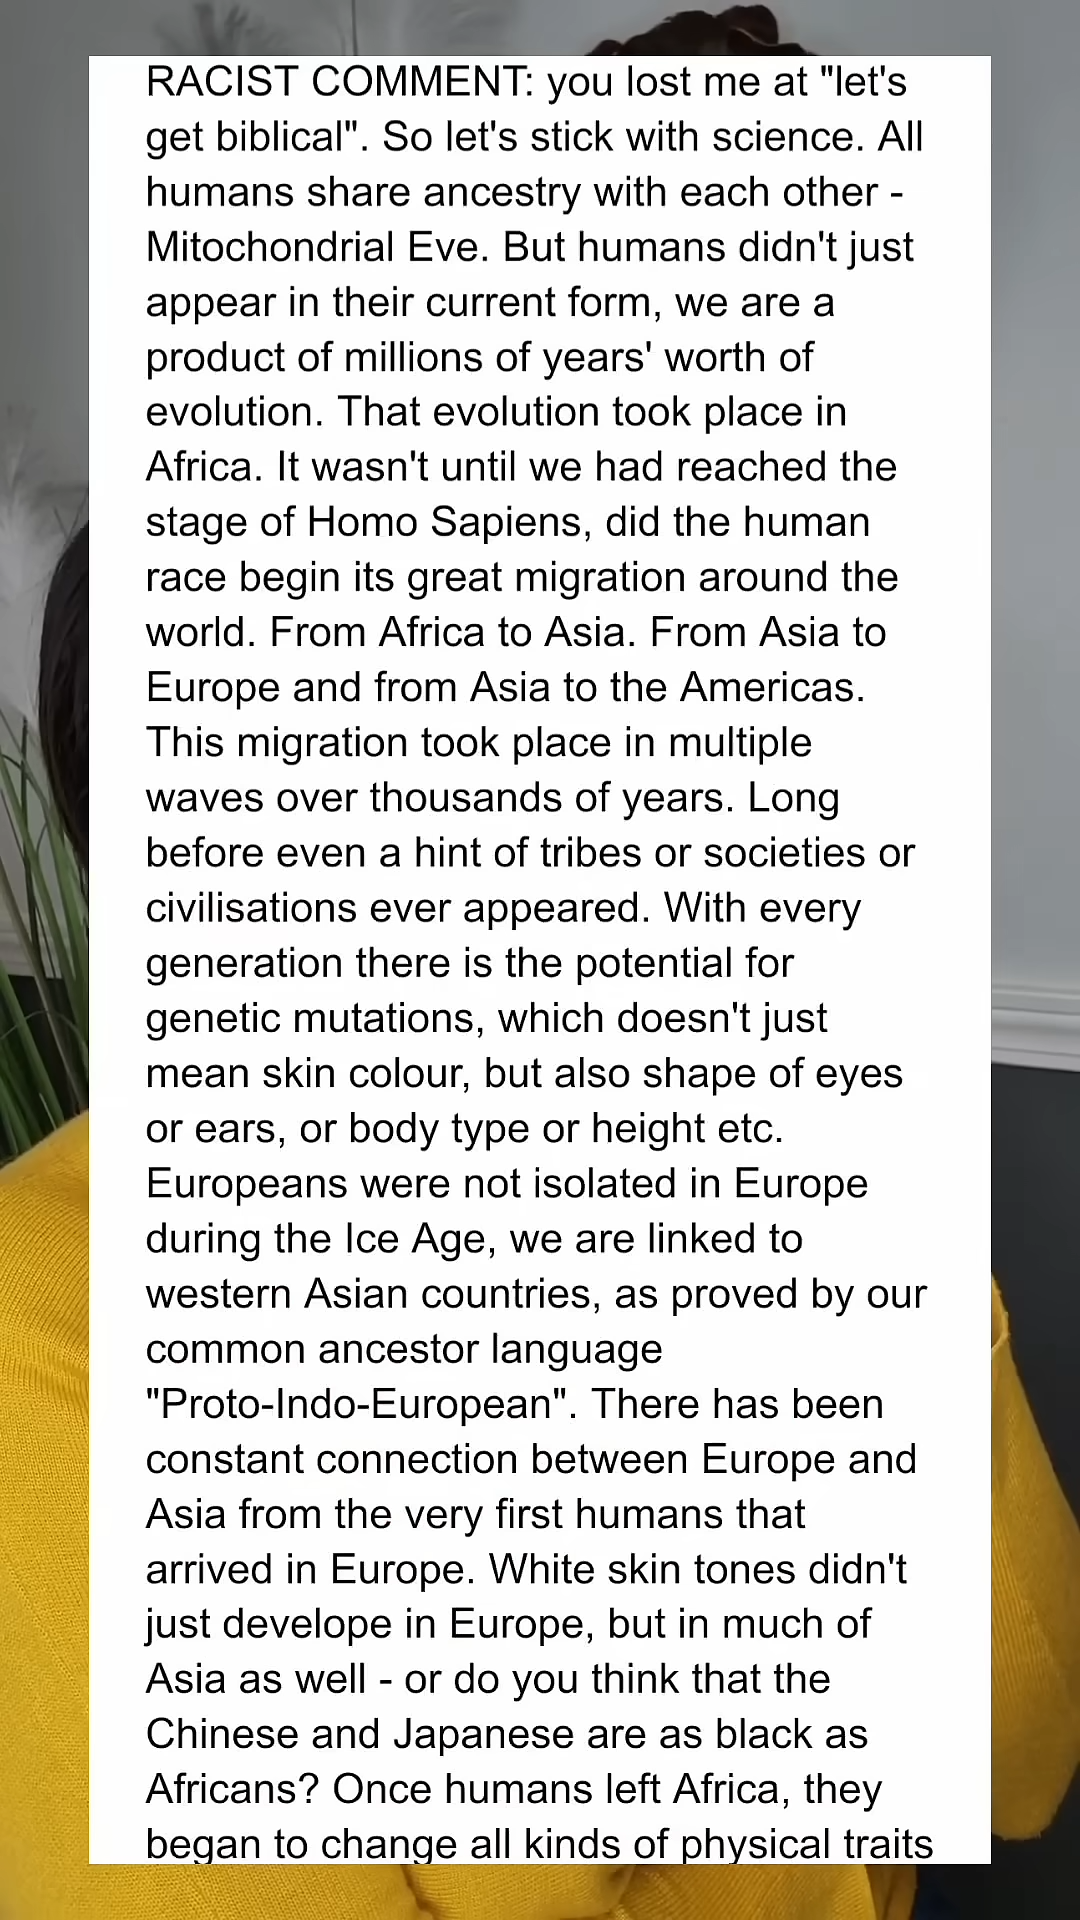 RACIST COMMENT: you lost me at "let's
get biblical". So let's stick with science. All
humans share ancestry with each other -
Mitochondrial Eve. But humans didn't just
appear in their current form, we are a
product of millions of years' worth of
evolution. That evolution took place in
Africa. It wasn't until we had reached the
stage of Homo Sapiens, did the human
race begin its great migration around the
world. From Africa to Asia. From Asia to
Europe and from Asia to the Americas.
This migration took place in multiple
waves over thousands of years. Long
before even a hint of tribes or societies or
civilisations ever appeared. With every
generation there is the potential for
genetic mutations, which doesn't just
mean skin colour, but also shape of eyes
or ears, or body type or height etc.
Europeans were not isolated in Europe
during the Ice Age, we are linked to
western Asian countries, as proved by our
common ancestor language
"Proto-Indo-European". There has been
constant connection between Europe and
Asia from the very first humans that
arrived in Europe. White skin tones didn't
just develope in Europe, but in much of
Asia as well - or do you think that the
Chinese and Japanese are as black as
Africans? Once humans left Africa, they
began to change all kinds of physical traits